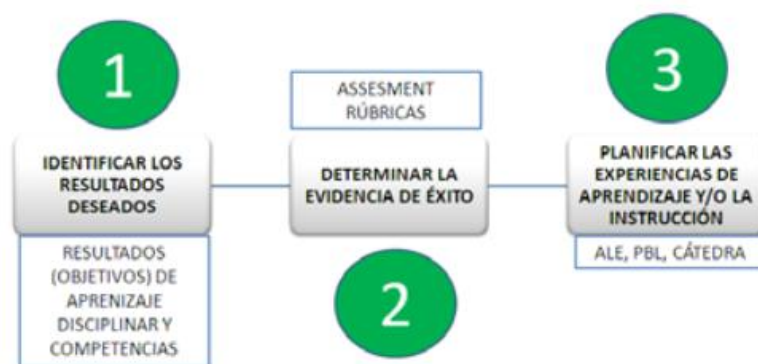 1
IDENTIFICAR LOS
RESULTADOS
DESEADOS
RESULTADOS
(OBJETIVOS) DE
APRENIZAJE
DISCIPLINAR Y
COMPETENCIAS
ASSESMENT
RÚBRICAS
DETERMINAR LA
EVIDENCIA DE ÉXITO
2
3
PLANIFICAR LAS
EXPERIENCIAS DE
APRENDIZAJE Y/O LA
INSTRUCCIÓN
ALE, PBL, CÁTEDRA